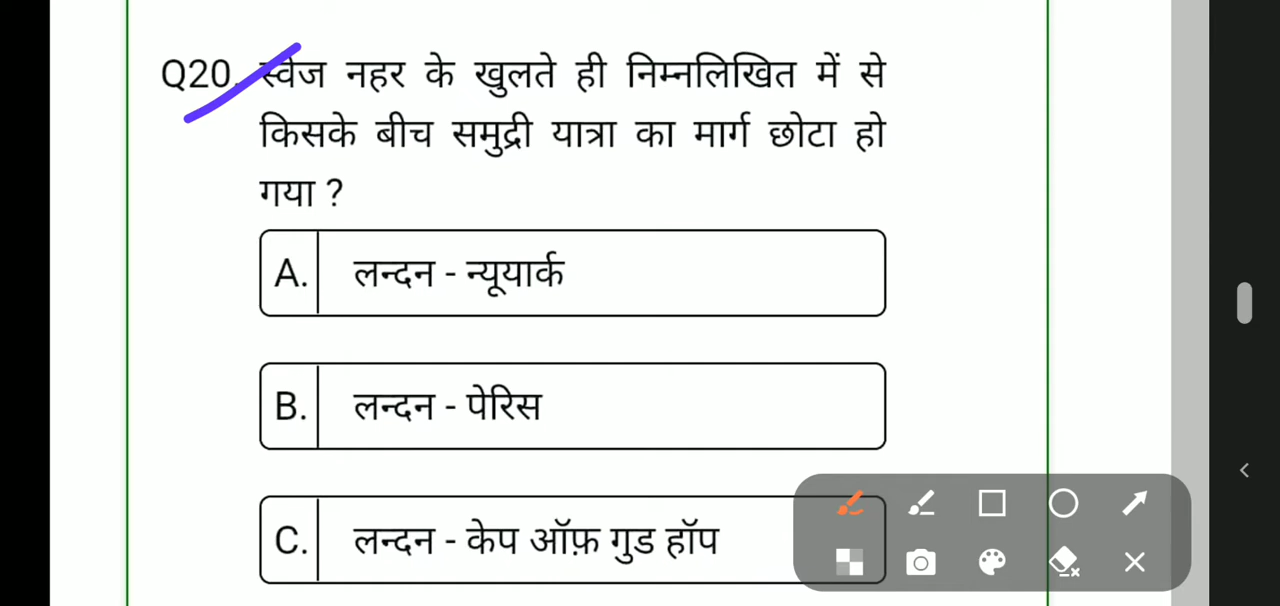 Q20. स्वेज नहर के खुलते ही निम्नलिखित में से
किसके बीच समुद्री यात्रा का मार्ग छोटा हो
गया ?
A. लन्दन - न्यूयार्क
B. लन्दन - पेरिस
C. लन्दन - केप ऑफ़ गुड हॉप